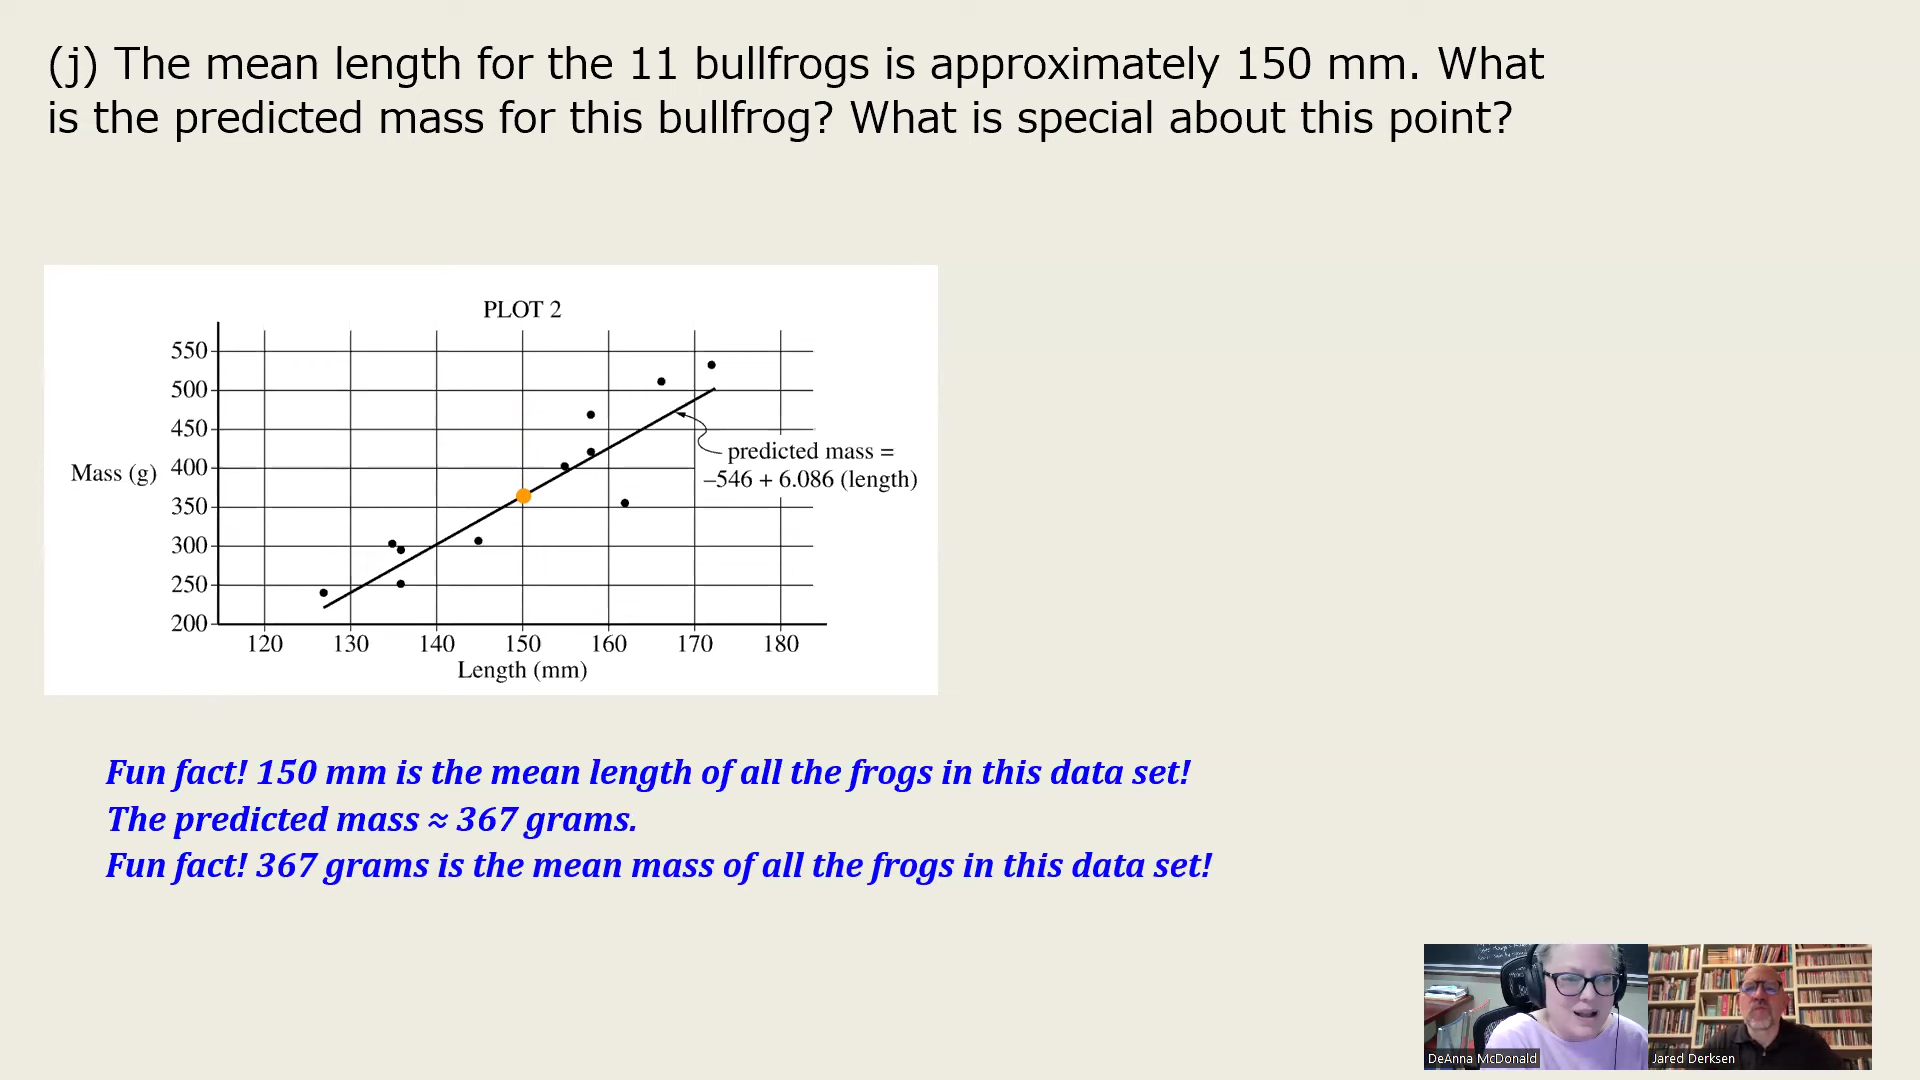 (j) The mean length for the 11 bullfrogs is approximately 150 mm. What
is the predicted mass for this bullfrog? What is special about this point?
PLOT 2
550
500
450
400
350
300
250
200
Mass (g)
predicted mass =
–546 + 6.086 (length)
120 130 140 150 160 170 180
Length (mm)
Fun fact! 150 mm is the mean length of all the frogs in this data set!
The predicted mass ≈ 367 grams.
Fun fact! 367 grams is the mean mass of all the frogs in this data set!
DeAnna McDonald
Jared Derksen